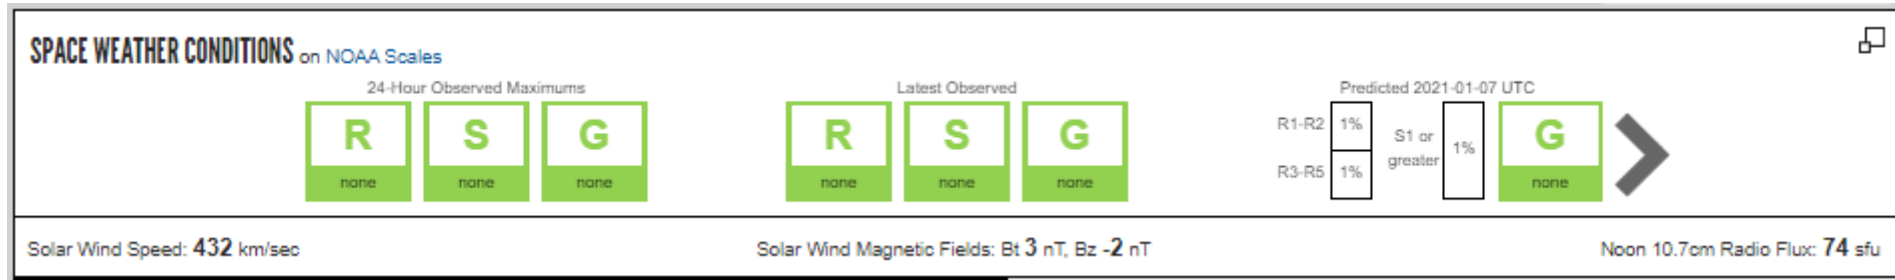 SPACE WEATHER CONDITIONS on NOAA Scales
24-Hour Observed Maximums
R S G
none none none
Latest Observed
R S G
none none none
Predicted 2021-01-07 UTC
R1-R2 1%
R3-R5 1%
S1 or greater 1%
G
none
Solar Wind Speed: 432 km/sec
Solar Wind Magnetic Fields: Bt 3 nT, Bz -2 nT
Noon 10.7cm Radio Flux: 74 sfu